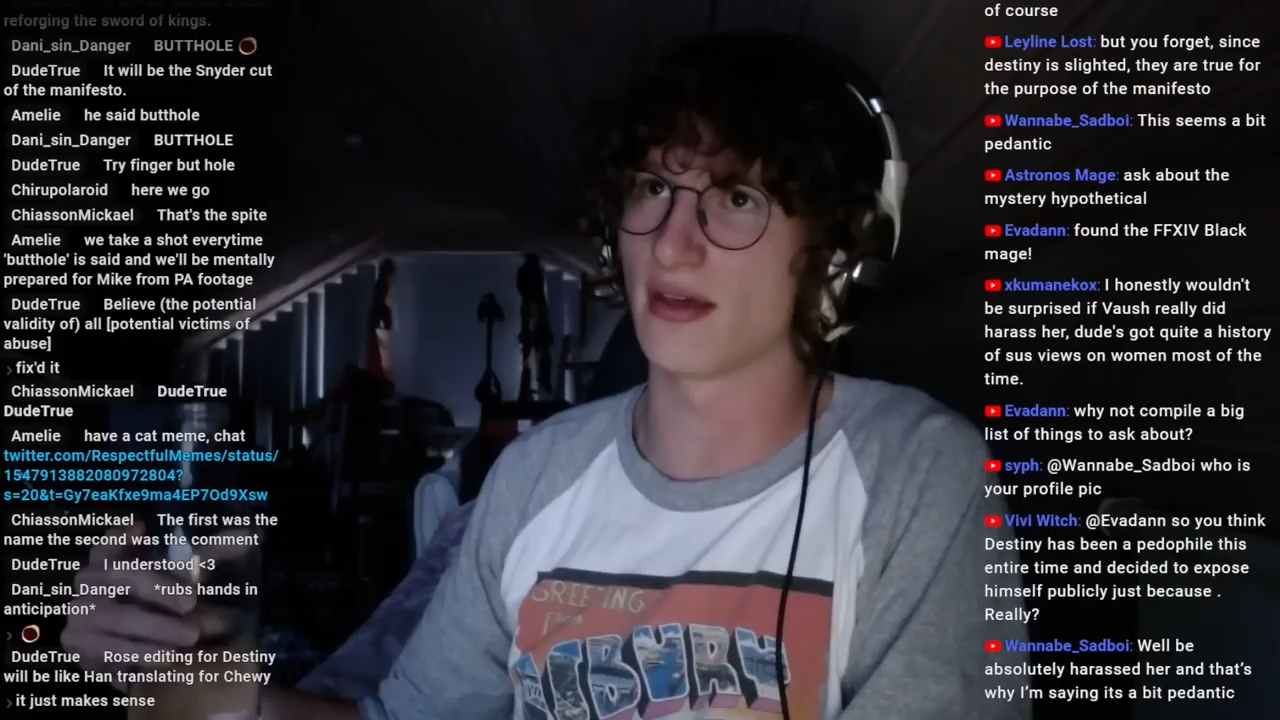 reforging the sword of kings.
Dani_sin_Danger BUTTHOLE
DudeTrue It will be the Snyder cut
of the manifesto.
Amelie he said butthole
Dani_sin_Danger BUTTHOLE
DudeTrue Try finger but hole
Chirupolaroid here we go
ChiassonMickael That's the spite
Amelie we take a shot everytime
'butthole' is said and we'll be mentally
prepared for Mike from PA footage
DudeTrue Believe (the potential
validity of) all [potential victims of
abuse]
fix'd it
ChiassonMickael DudeTrue
DudeTrue
Amelie have a cat meme, chat
twitter.com/RespectfulMemes/status/
1547913882080972804?
s=20&t=Gy7eaKfxe9ma4EP7Od9Xsw
ChiassonMickael The first was the
name the second was the comment
DudeTrue I understood <3
Dani_sin_Danger *rubs hands in
anticipation*
DudeTrue Rose editing for Destiny
will be like Han translating for Chewy
it just makes sense
GREETING
FROM
of course
Leyline Lost: but you forget, since
destiny is slighted, they are true for
the purpose of the manifesto
Wannabe_Sadboi: This seems a bit
pedantic
Astronos Mage: ask about the
mystery hypothetical
Evadann: found the FFXIV Black
mage!
xkumanekox: I honestly wouldn't
be surprised if Vaush really did
harass her, dude's got quite a history
of sus views on women most of the
time.
Evadann: why not compile a big
list of things to ask about?
syph: @Wannabe_Sadboi who is
your profile pic
Vivi Witch: @Evadann so you think
Destiny has been a pedophile this
entire time and decided to expose
himself publicly just because .
Really?
Wannabe_Sadboi: Well be
absolutely harassed her and that's
why I'm saying its a bit pedantic